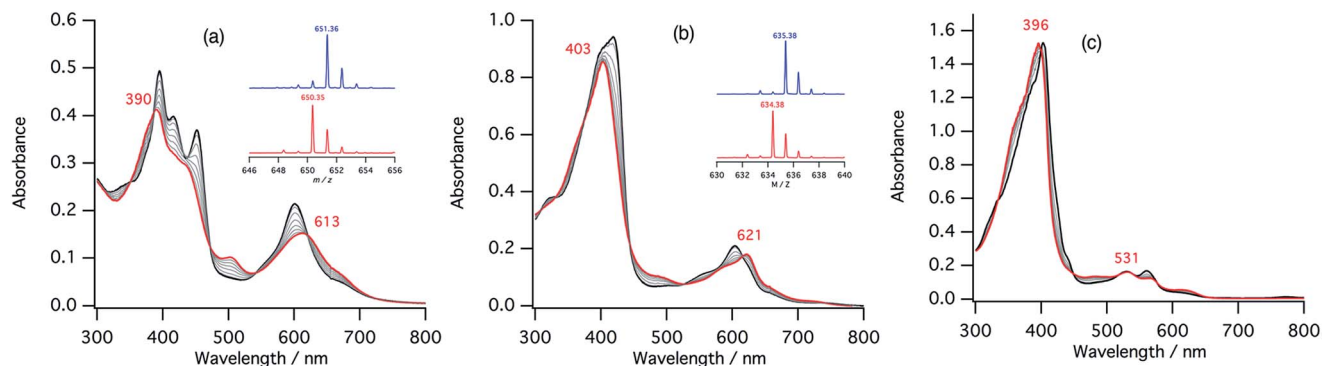 (a)
0.6
0.5
0.4
0.3
0.2
0.1
0.0
Absorbance
390
613
651.36
650.35
646 648 650 652 654 656
m / z
300 400 500 600 700 800
Wavelength / nm
(b)
1.0
0.8
0.6
0.4
0.2
0.0
Absorbance
403
621
635.38
634.38
630 632 634 636 638 640
M / Z
300 400 500 600 700 800
Wavelength / nm
(c)
1.6
1.4
1.2
1.0
0.8
0.6
0.4
0.2
0.0
Absorbance
396
531
300 400 500 600 700 800
Wavelength / nm